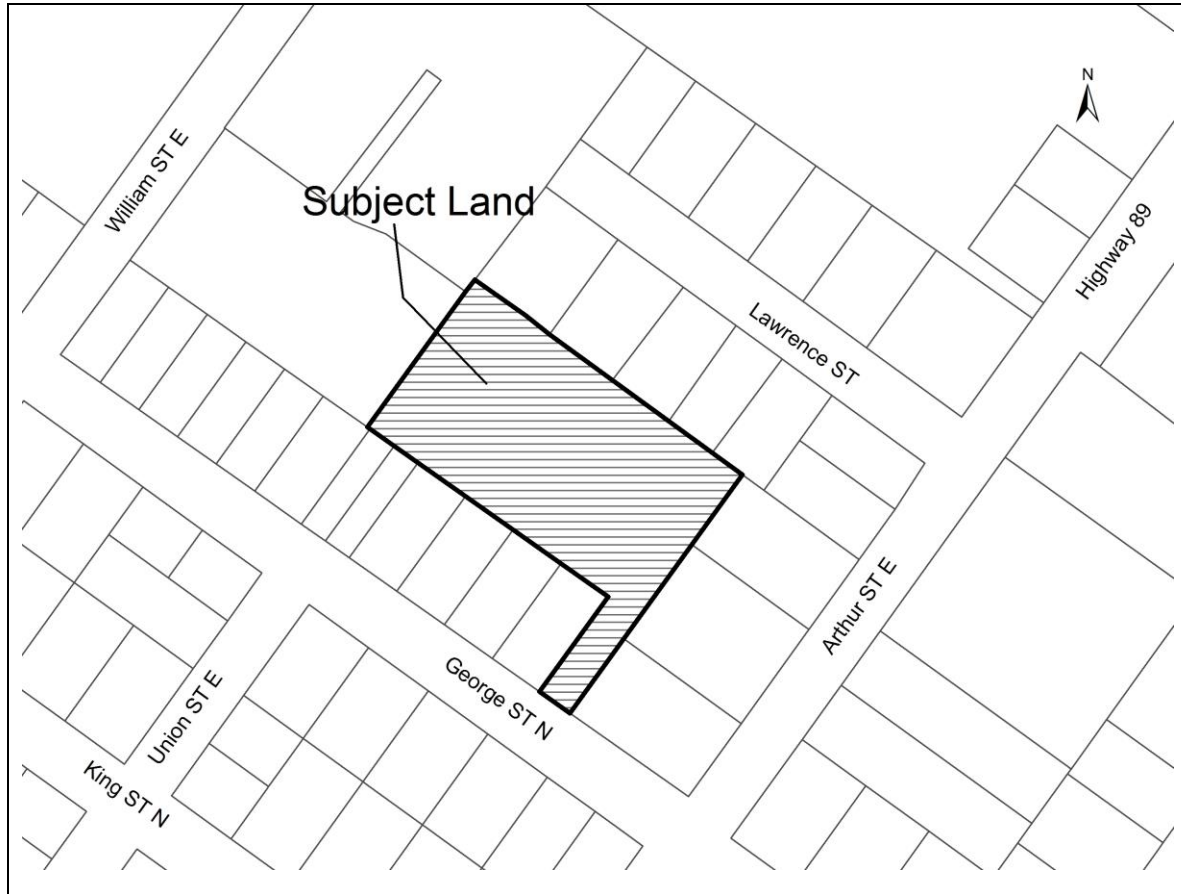 N
William ST E
Subject Land
Highway 89
Lawrence ST
Arthur ST E
George ST N
Union ST E
King ST N